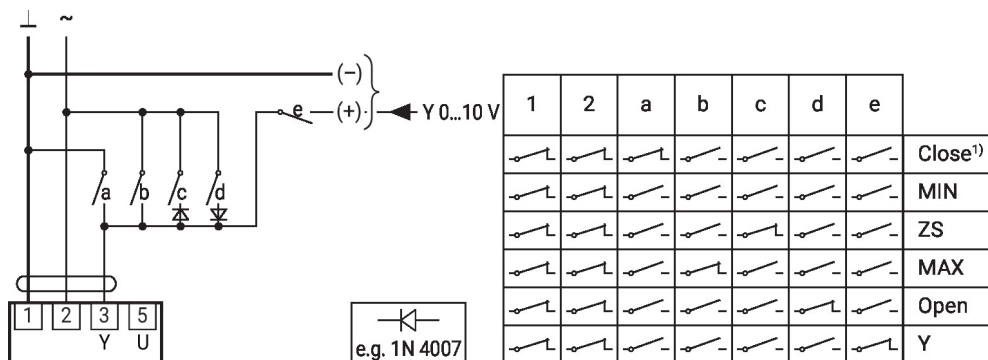 ⊥ ~
(–)
e (+) Y 0...10 V
a b c d
1 2 3 5
Y U
e.g. 1N 4007
1 2 a b c d e
Close¹⁾
MIN
ZS
MAX
Open
Y